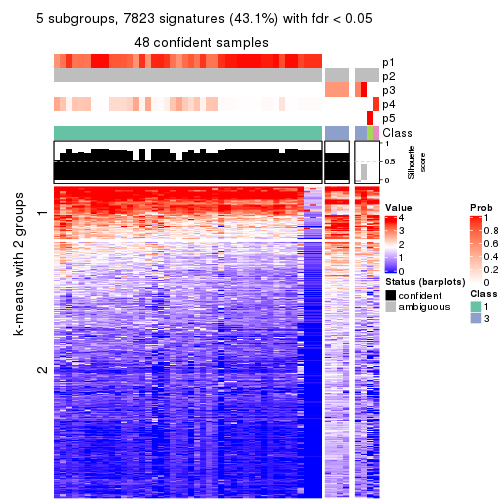 5 subgroups, 7823 signatures (43.1%) with fdr < 0.05
48 confident samples
p1
p2
p3
p4
p5
Class
1
0.5
0
Silhouette
score
k-means with 2 groups
1
2
Value
4
3
2
1
0
Prob
1
0.8
0.6
0.4
0.2
0
Status (barplots)
confident
ambiguous
Class
1
3